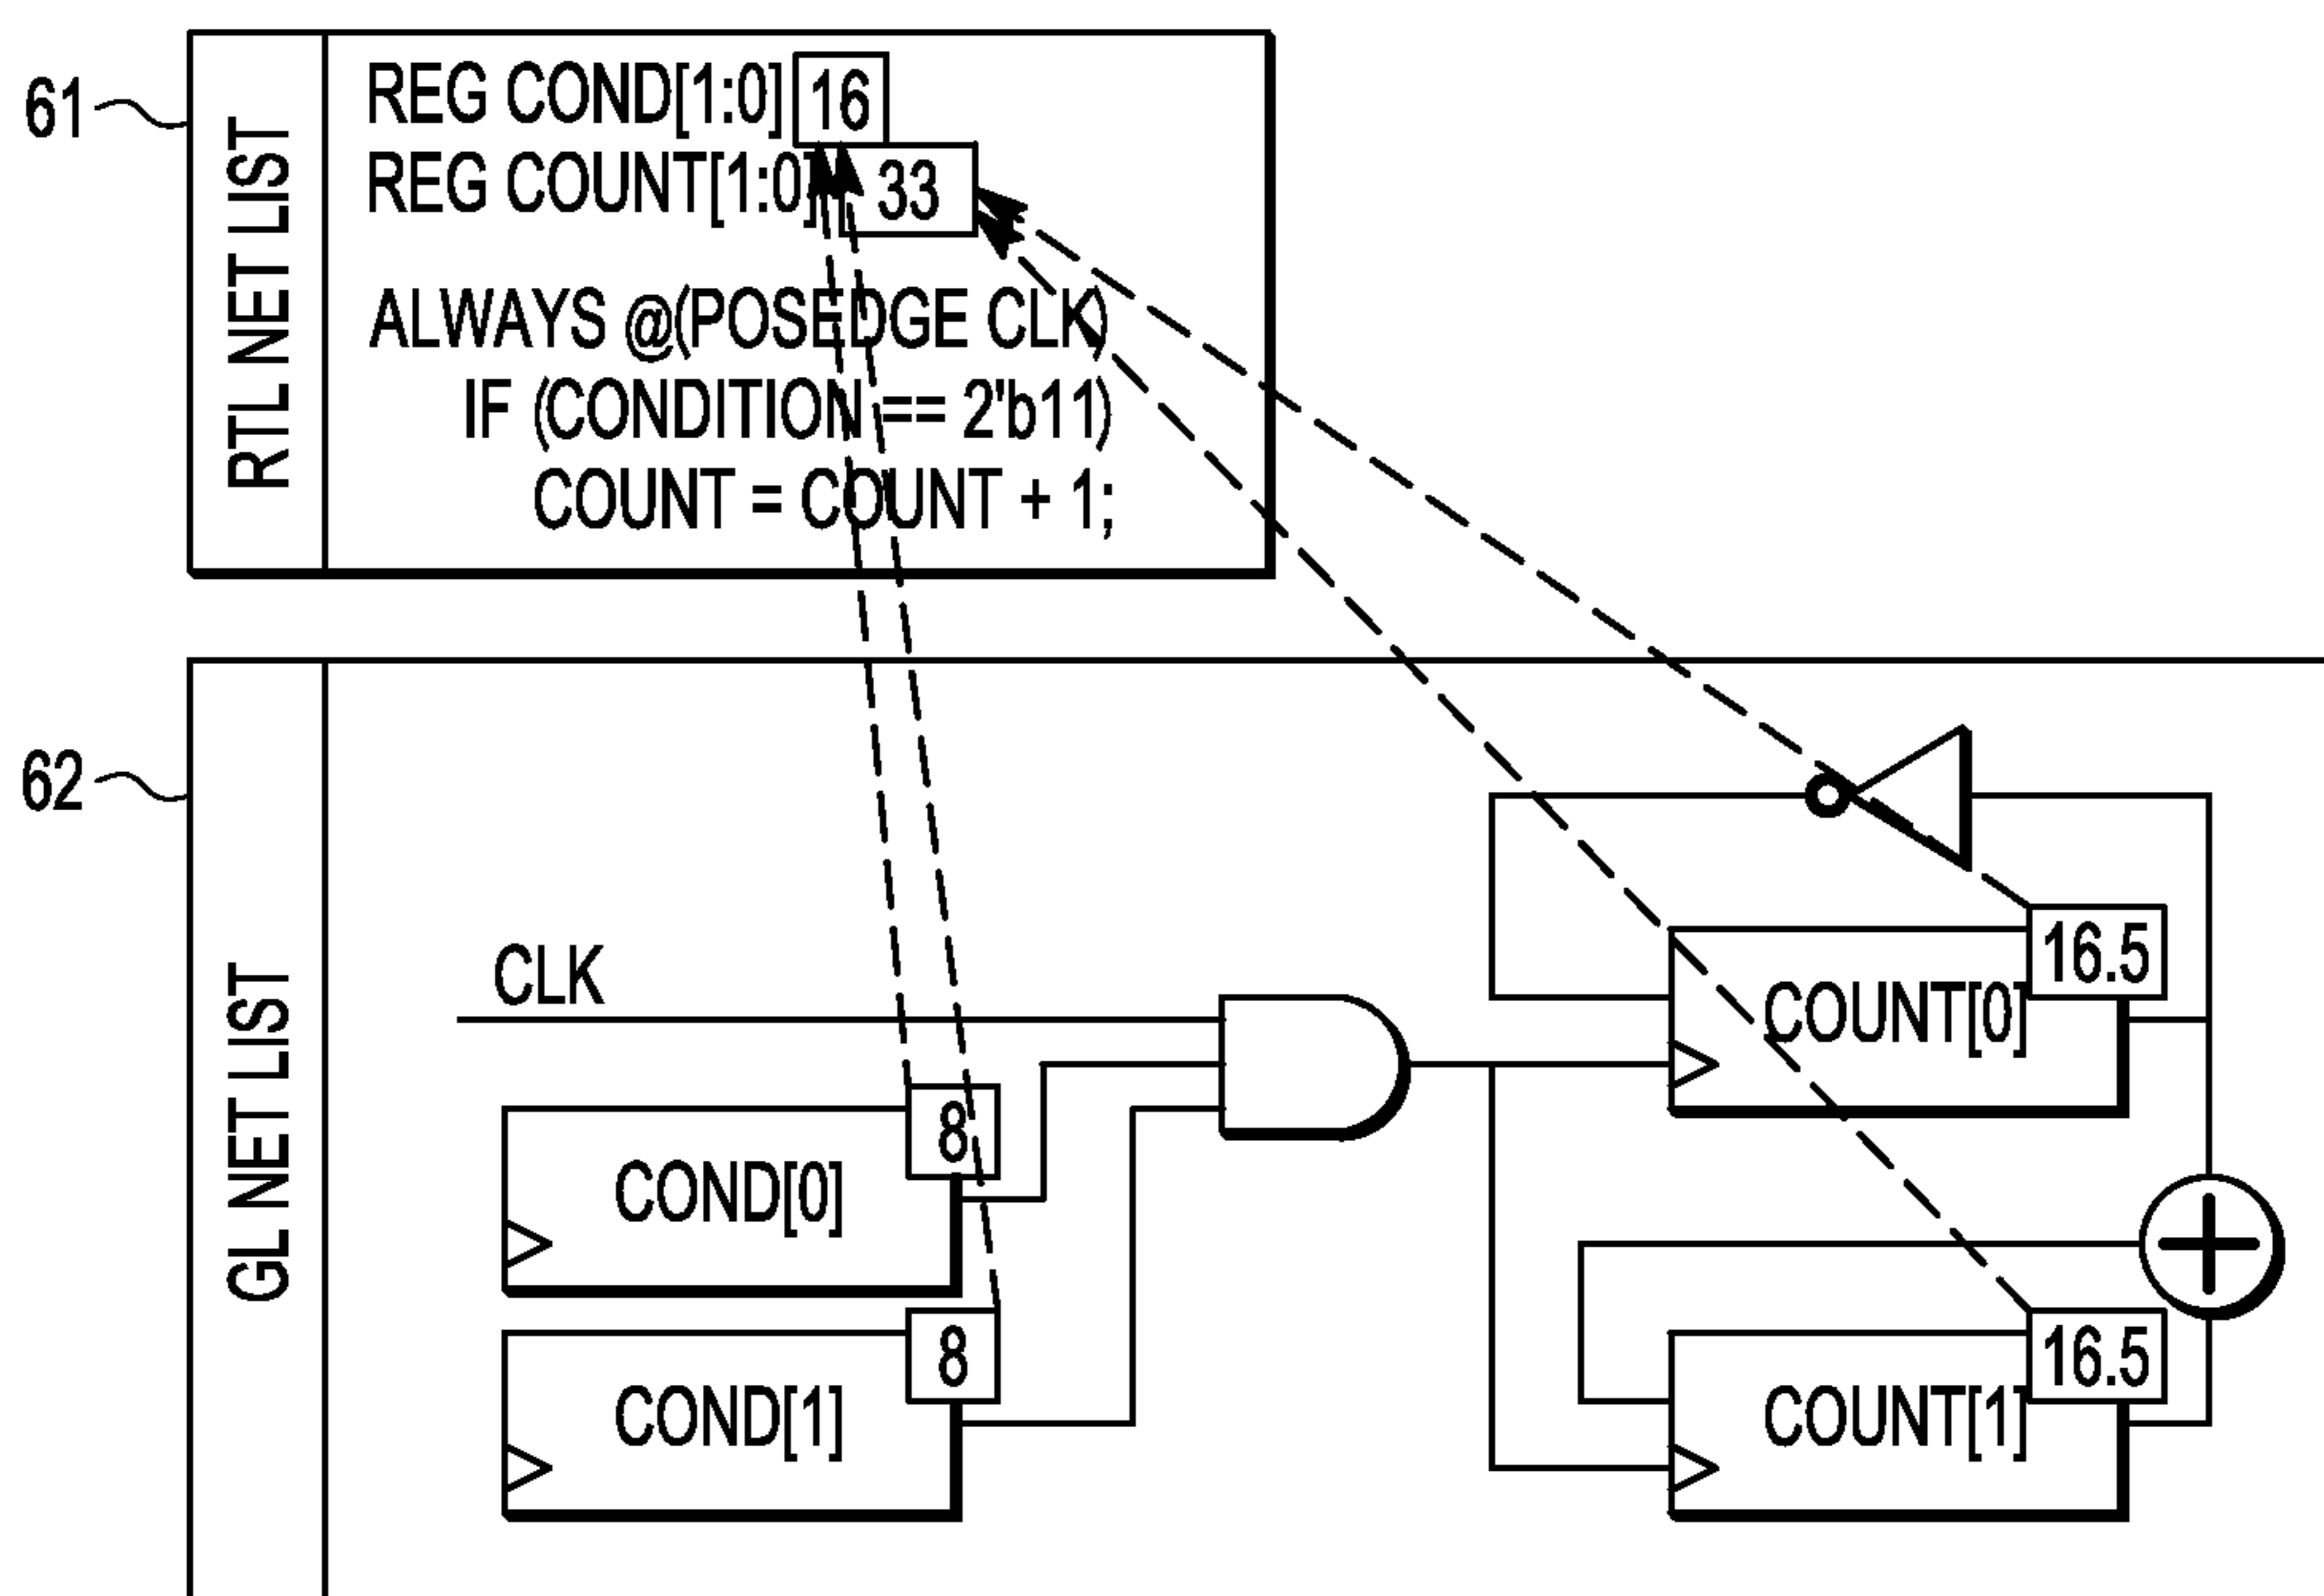 61
RTL NET LIST
REG COND[1:0] 16
REG COUNT[1:0] 33
ALWAYS @(POSEDGE CLK)
IF (CONDITION == 2'b11)
COUNT = COUNT + 1;
62
GL NET LIST
CLK
16.5
COUNT[0]
8
COND[0]
8
COND[1]
16.5
COUNT[1]